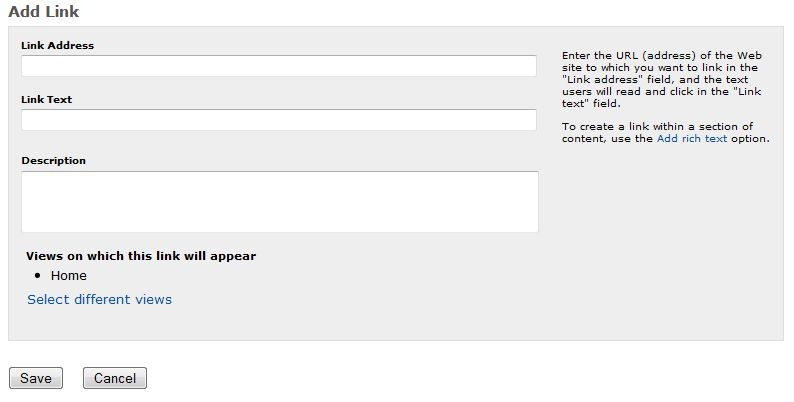 Add Link
Link Address
Enter the URL (address) of the Web
site to which you want to link in the
"Link address" field, and the text
users will read and click in the "Link
text" field.
To create a link within a section of
content, use the Add rich text option.
Link Text
Description
Views on which this link will appear
• Home
Select different views
Save
Cancel